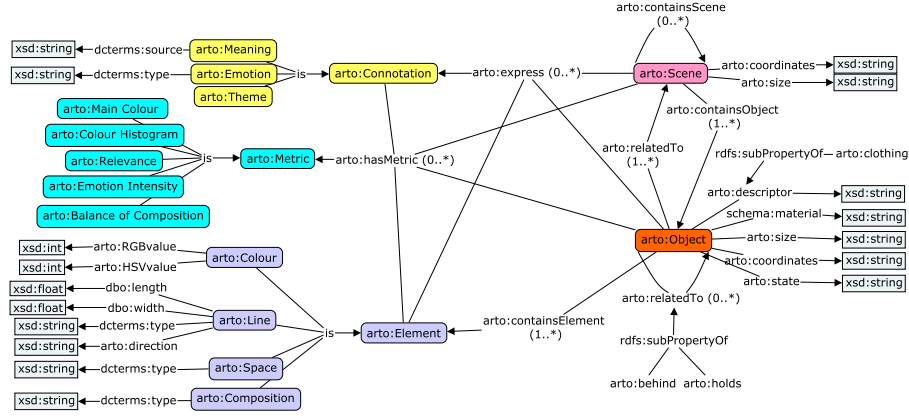 arto:containsScene
(0..*)
xsd:string
dcterms:source
arto:Meaning
xsd:string
dcterms:type
arto:Emotion
is
arto:Theme
arto:Connotation
arto:express (0..*)
arto:Scene
arto:coordinates
xsd:string
arto:size
xsd:string
arto:Main Colour
arto:Colour Histogram
arto:Relevance
arto:Emotion Intensity
arto:Balance of Composition
is
arto:Metric
arto:hasMetric (0..*)
arto:containsObject
(1..*)
arto:relatedTo
(1..*)
rdfs:subPropertyOf
arto:clothing
arto:descriptor
xsd:string
schema:material
xsd:string
arto:Object
arto:size
xsd:string
arto:coordinates
xsd:string
arto:state
xsd:string
xsd:int
arto:RGBvalue
arto:Colour
xsd:int
arto:HSVvalue
xsd:float
dbo:length
xsd:float
dbo:width
arto:Line
xsd:string
dcterms:type
xsd:string
arto:direction
is
arto:Element
arto:containsElement
(1..*)
arto:relatedTo (0..*)
rdfs:subPropertyOf
arto:behind
arto:holds
xsd:string
dcterms:type
arto:Space
xsd:string
dcterms:type
arto:Composition